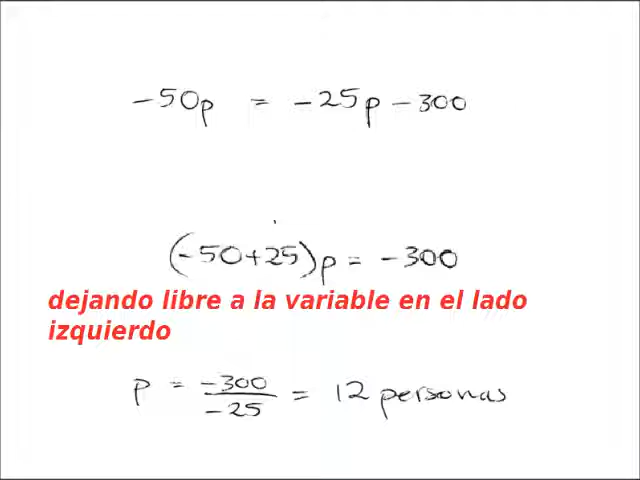 -50p = -25p - 300
(-50+25)p = -300
dejando libre a la variable en el lado
izquierdo
p = -300/-25 = 12 personas